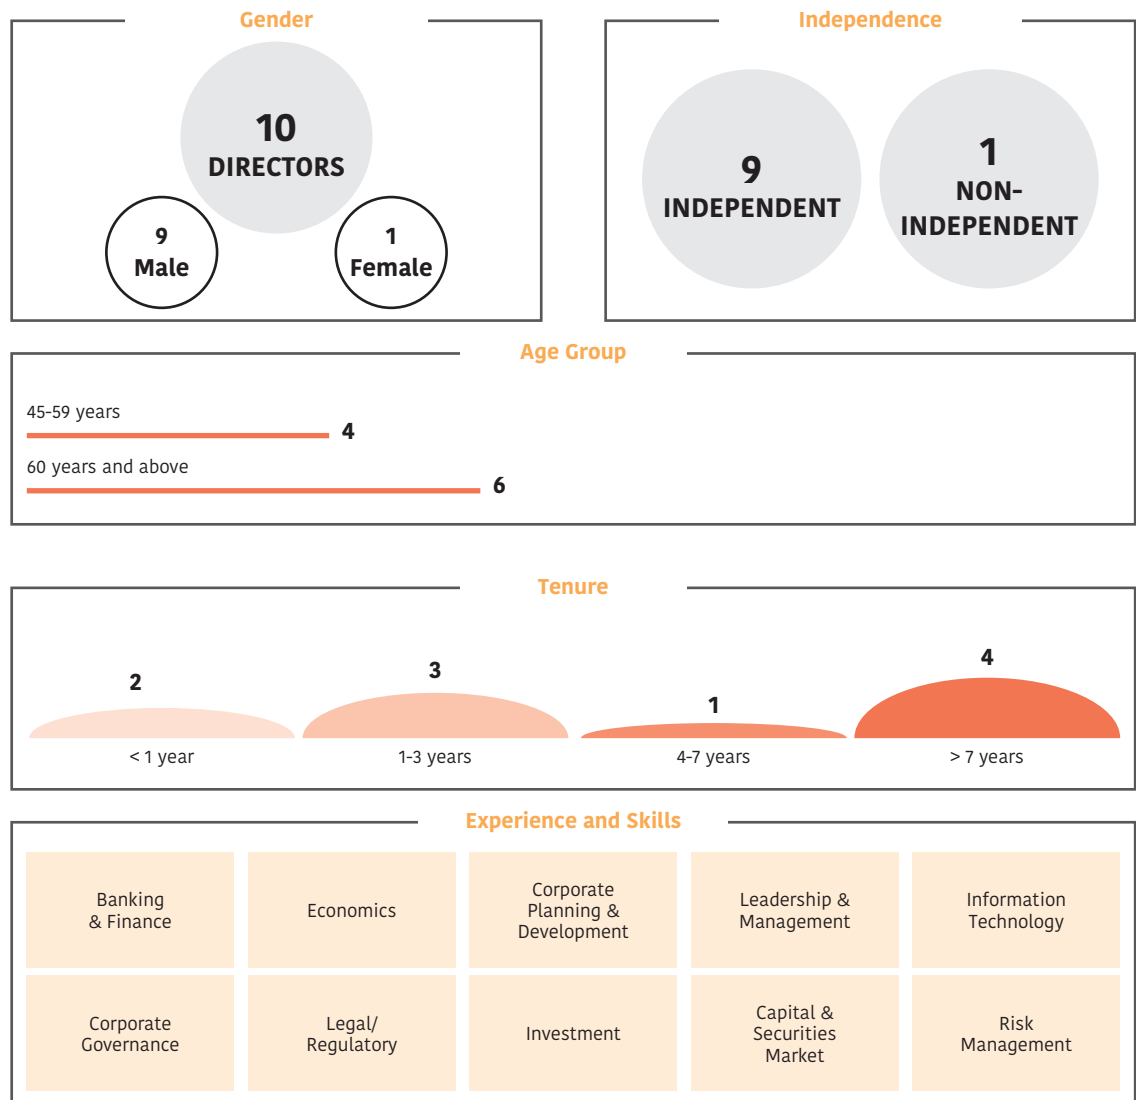 Gender
10
DIRECTORS
9
Male
1
Female
Independence
9
INDEPENDENT
1
NON-
INDEPENDENT
Age Group
45-59 years
4
60 years and above
6
Tenure
2
< 1 year
3
1-3 years
1
4-7 years
4
> 7 years
Experience and Skills
Banking
& Finance
Economics
Corporate
Planning &
Development
Leadership &
Management
Information
Technology
Corporate
Governance
Legal/
Regulatory
Investment
Capital &
Securities
Market
Risk
Management